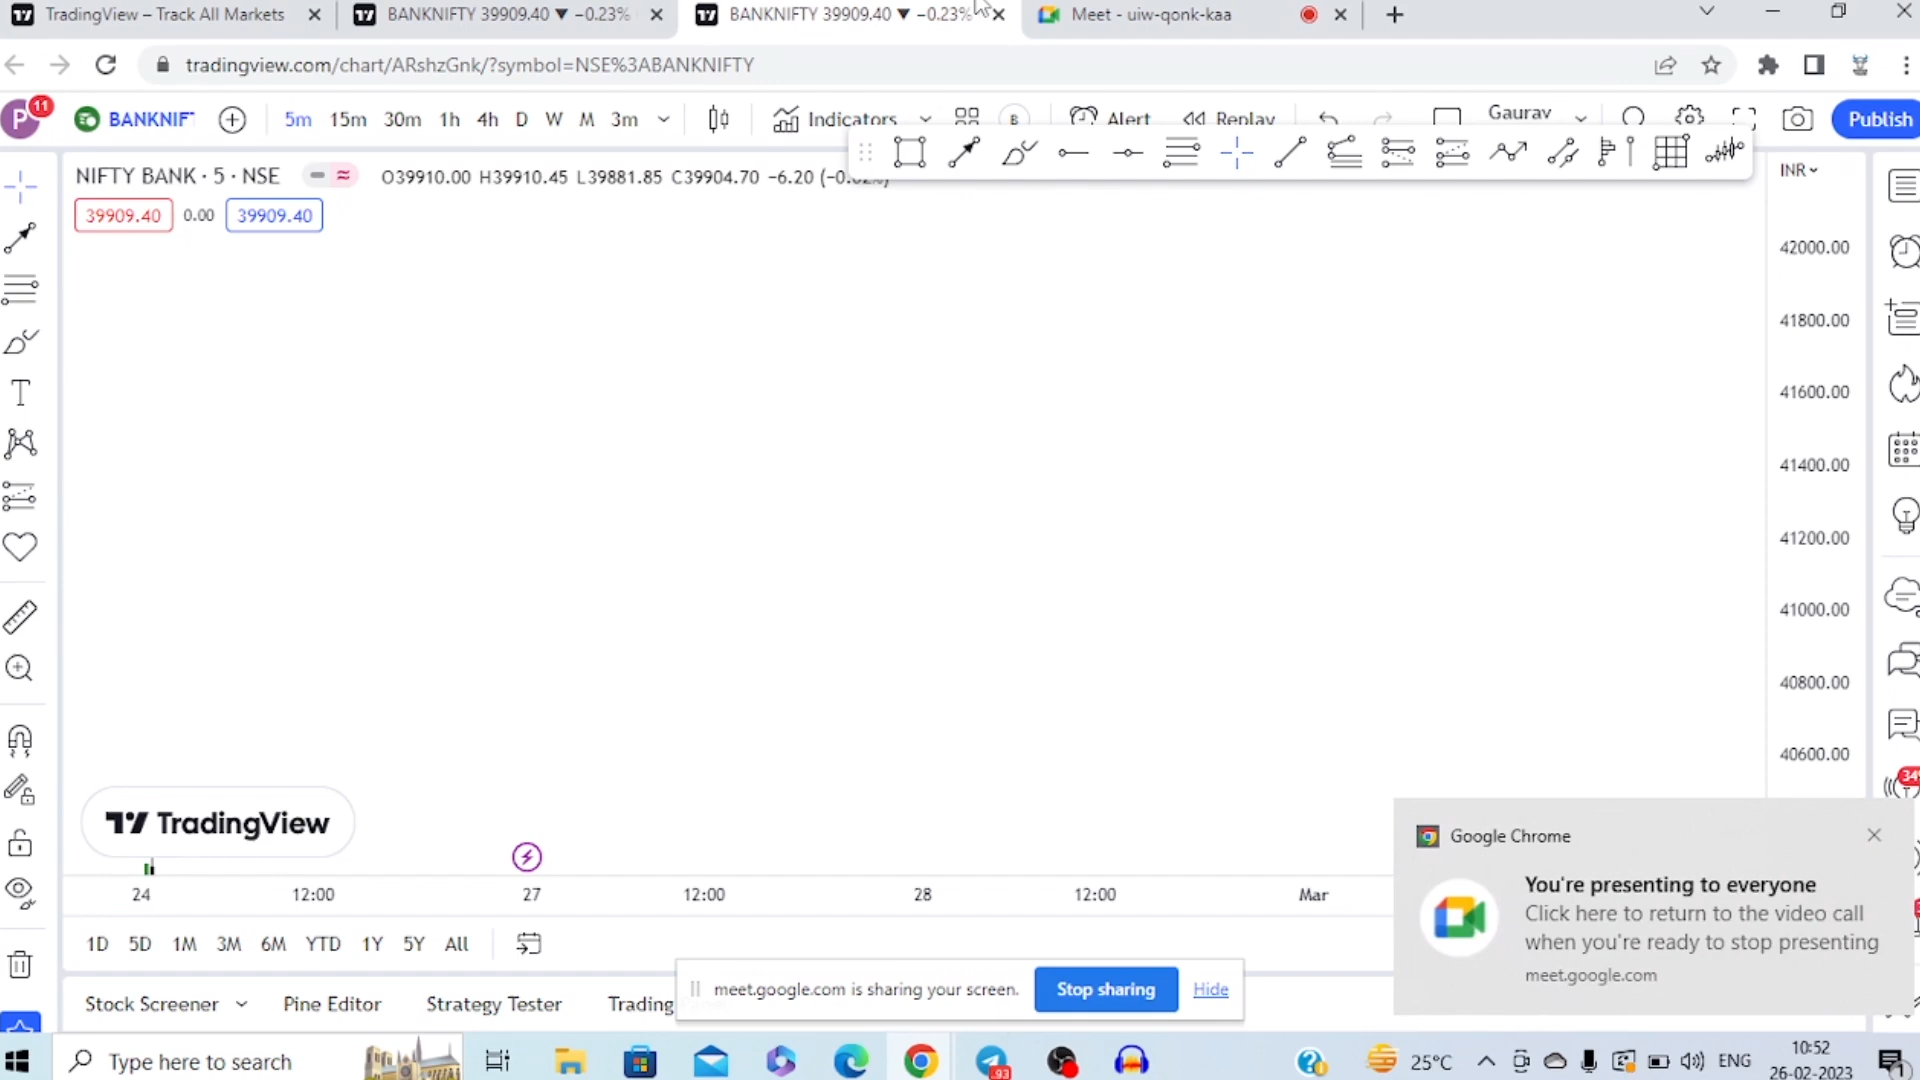 TradingView – Track All Markets
BANKNIFTY 39909.40 ▼ −0.23%
BANKNIFTY 39909.40 ▼ −0.23%
Meet - uiw-qonk-kaa
tradingview.com/chart/ARshzGnk/?symbol=NSE%3ABANKNIFTY
P 11
BANKNIF
5m 15m 30m 1h 4h D W M 3m
Indicators
B
Alert
Replay
Gaurav
Publish
NIFTY BANK · 5 · NSE
O39910.00 H39910.45 L39881.85 C39904.70 −6.20
INR
39909.40 0.00 39909.40
42000.00
41800.00
41600.00
41400.00
41200.00
41000.00
40800.00
40600.00
34
TradingView
24 12:00 27 12:00 28 12:00 Mar
1D 5D 1M 3M 6M YTD 1Y 5Y All
Stock Screener
Pine Editor
Strategy Tester
Trading
meet.google.com is sharing your screen.
Stop sharing
Hide
Google Chrome
You're presenting to everyone
Click here to return to the video call
when you're ready to stop presenting
meet.google.com
Type here to search
93
25°C
ENG
10:52
26-02-2023
1